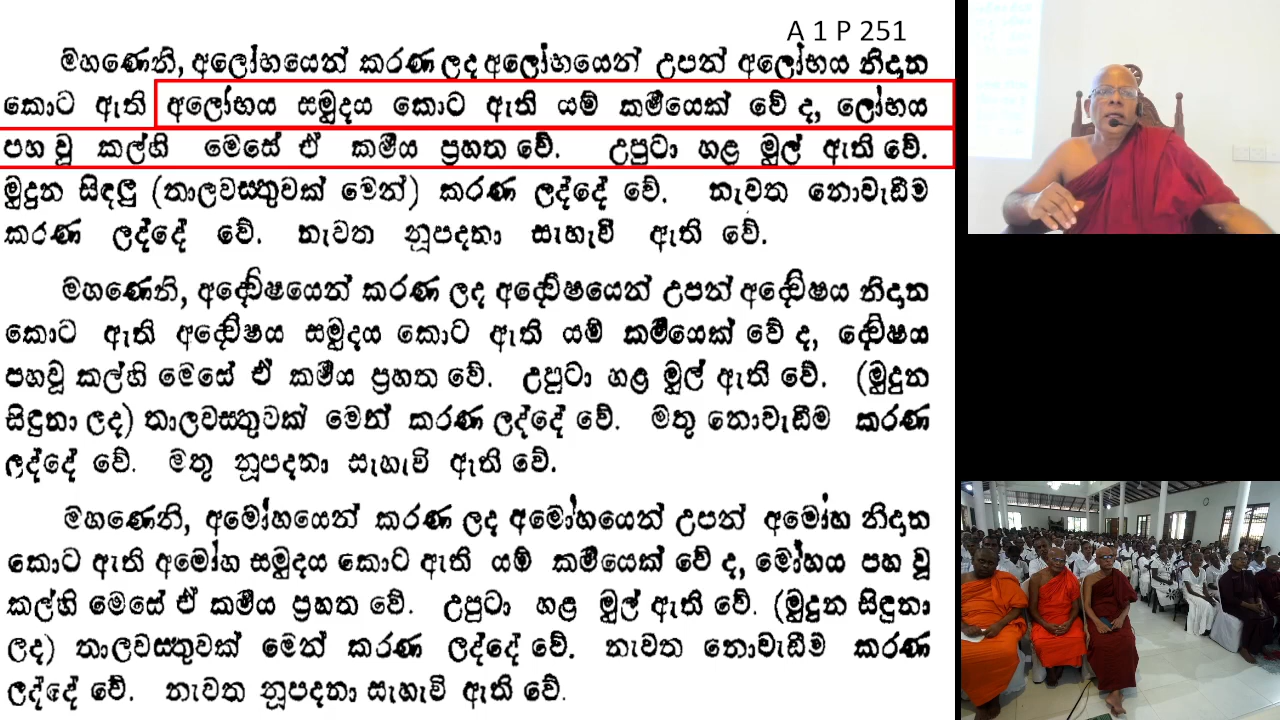 A 1 P 251
මහණෙනි, අලෝභයෙන් කරණ ලද අලෝභයෙන් උපන් අලෝභය නිදාන
කොට ඇති අලෝභය සමුදය කොට ඇති යම් කර්‍මයෙක් වේ ද, ලෝභය
පහ වූ කල්හි මෙසේ ඒ කර්‍මය ප්‍රහත වේ. උපුටා හළ මුල් ඇති වේ.
මුදුන සිඳලු (තාලවස්තුවක් මෙන්) කරණ ලද්දේ වේ. නැවත නොවැඩීම
කරණ ලද්දේ වේ. නැවත නූපදනා සැහැවි ඇති වේ.
මහණෙනි, අද්වේෂයෙන් කරණ ලද අද්වේෂයෙන් උපන් අද්වේෂය නිදාන
කොට ඇති අද්වේෂය සමුදය කොට ඇති යම් කර්‍මයෙක් වේ ද, ද්වේෂය
පහවූ කල්හි මෙසේ ඒ කර්‍මය ප්‍රහත වේ. උපුටා හළ මුල් ඇති වේ. (මුදුන
සිඳුනා ලද) තාලවස්තුවක් මෙන් කරණ ලද්දේ වේ. මතු නොවැඩීම කරණ
ලද්දේ වේ. මතු නූපදනා සැහැවි ඇති වේ.
මහණෙනි, අමෝහයෙන් කරණ ලද අමෝහයෙන් උපන් අමෝහ නිදාන
කොට ඇති අමෝහ සමුදය කොට ඇති යම් කර්‍මයෙක් වේ ද, මෝහය පහ වූ
කල්හි මෙසේ ඒ කර්‍මය ප්‍රහත වේ. උපුටා හළ මුල් ඇති වේ. (මුදුන සිඳුනා
ලද) තාලවස්තුවක් මෙන් කරණ ලද්දේ වේ. නැවත නොවැඩීම කරණ
ලද්දේ වේ. නැවත නූපදනා සැහැවි ඇති වේ.